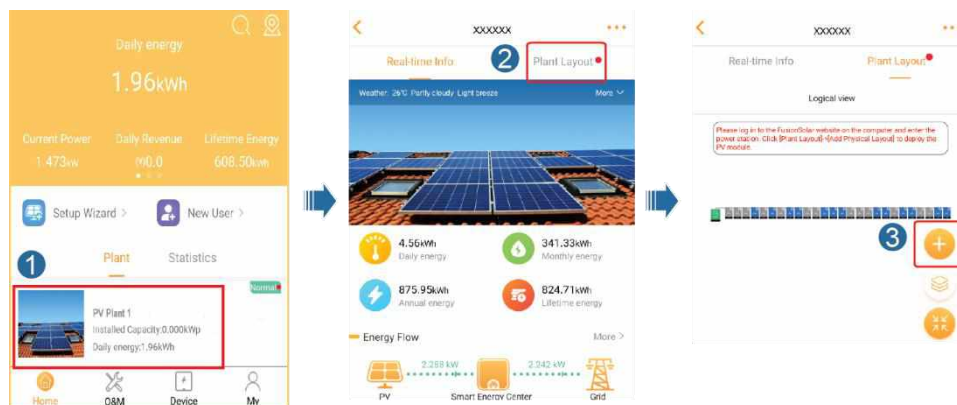 Daily energy
1.96kWh
Current Power Daily Revenue Lifetime Energy
1.473kW (¥)0.0 608.50kWh
Setup Wizard > New User >
1
Plant Statistics
Normal
PV Plant 1
Installed Capacity:0.000kWp
Daily energy:1.96kWh
Home O&M Device My
xxxxxx
2
Real-time Info Plant Layout
Weather: 26°C Partly cloudy Light breeze More
4.56kWh 341.33kWh
Daily energy Monthly energy
875.95kWh 824.71kWh
Annual energy Lifetime energy
Energy Flow More >
2.288 kW 2.242 kW
PV Smart Energy Center Grid
xxxxxx
Real-time Info Plant Layout
Logical view
Please log in to the FusionSolar website on the computer and enter the
power station. Click [Plant Layout]>[Add Physical Layout] to deploy the
PV module.
3